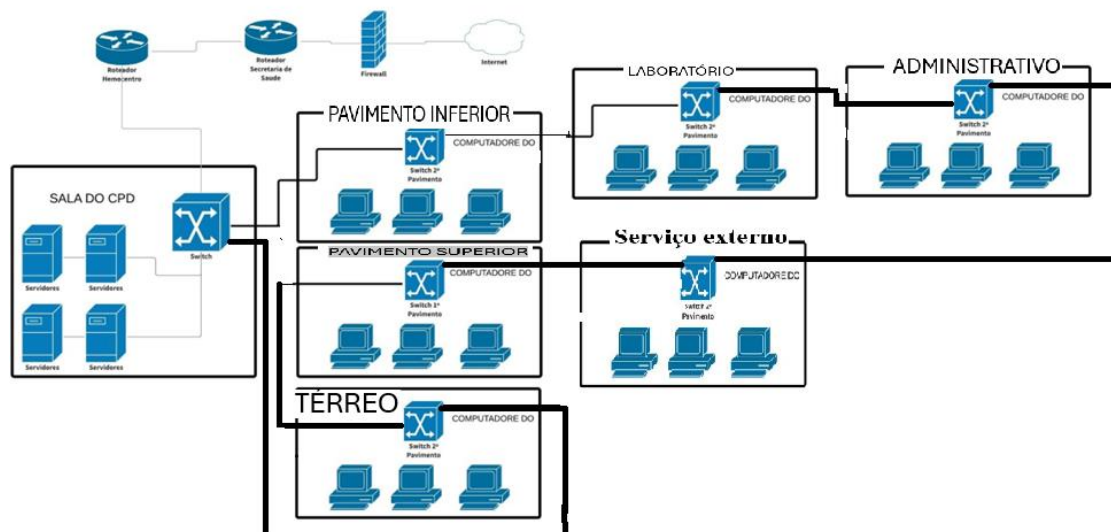 Roteador
Hemocentro
Roteador
Secretaria de
Saude
Firewall
Internet
SALA DO CPD
Switch
Servidores
Servidores
Servidores
Servidores
PAVIMENTO INFERIOR
COMPUTADORE DO
Switch 2º
Pavimento
LABORATÓRIO
COMPUTADORE DO
Switch 2º
Pavimento
ADMINISTRATIVO
COMPUTADORE DO
Switch 2º
Pavimento
PAVIMENTO SUPERIOR
COMPUTADORE DO
Switch 1º
Pavimento
Serviço externo
COMPUTADORE DO
Switch 2º
Pavimento
TÉRREO
COMPUTADORE DO
Switch 2º
Pavimento